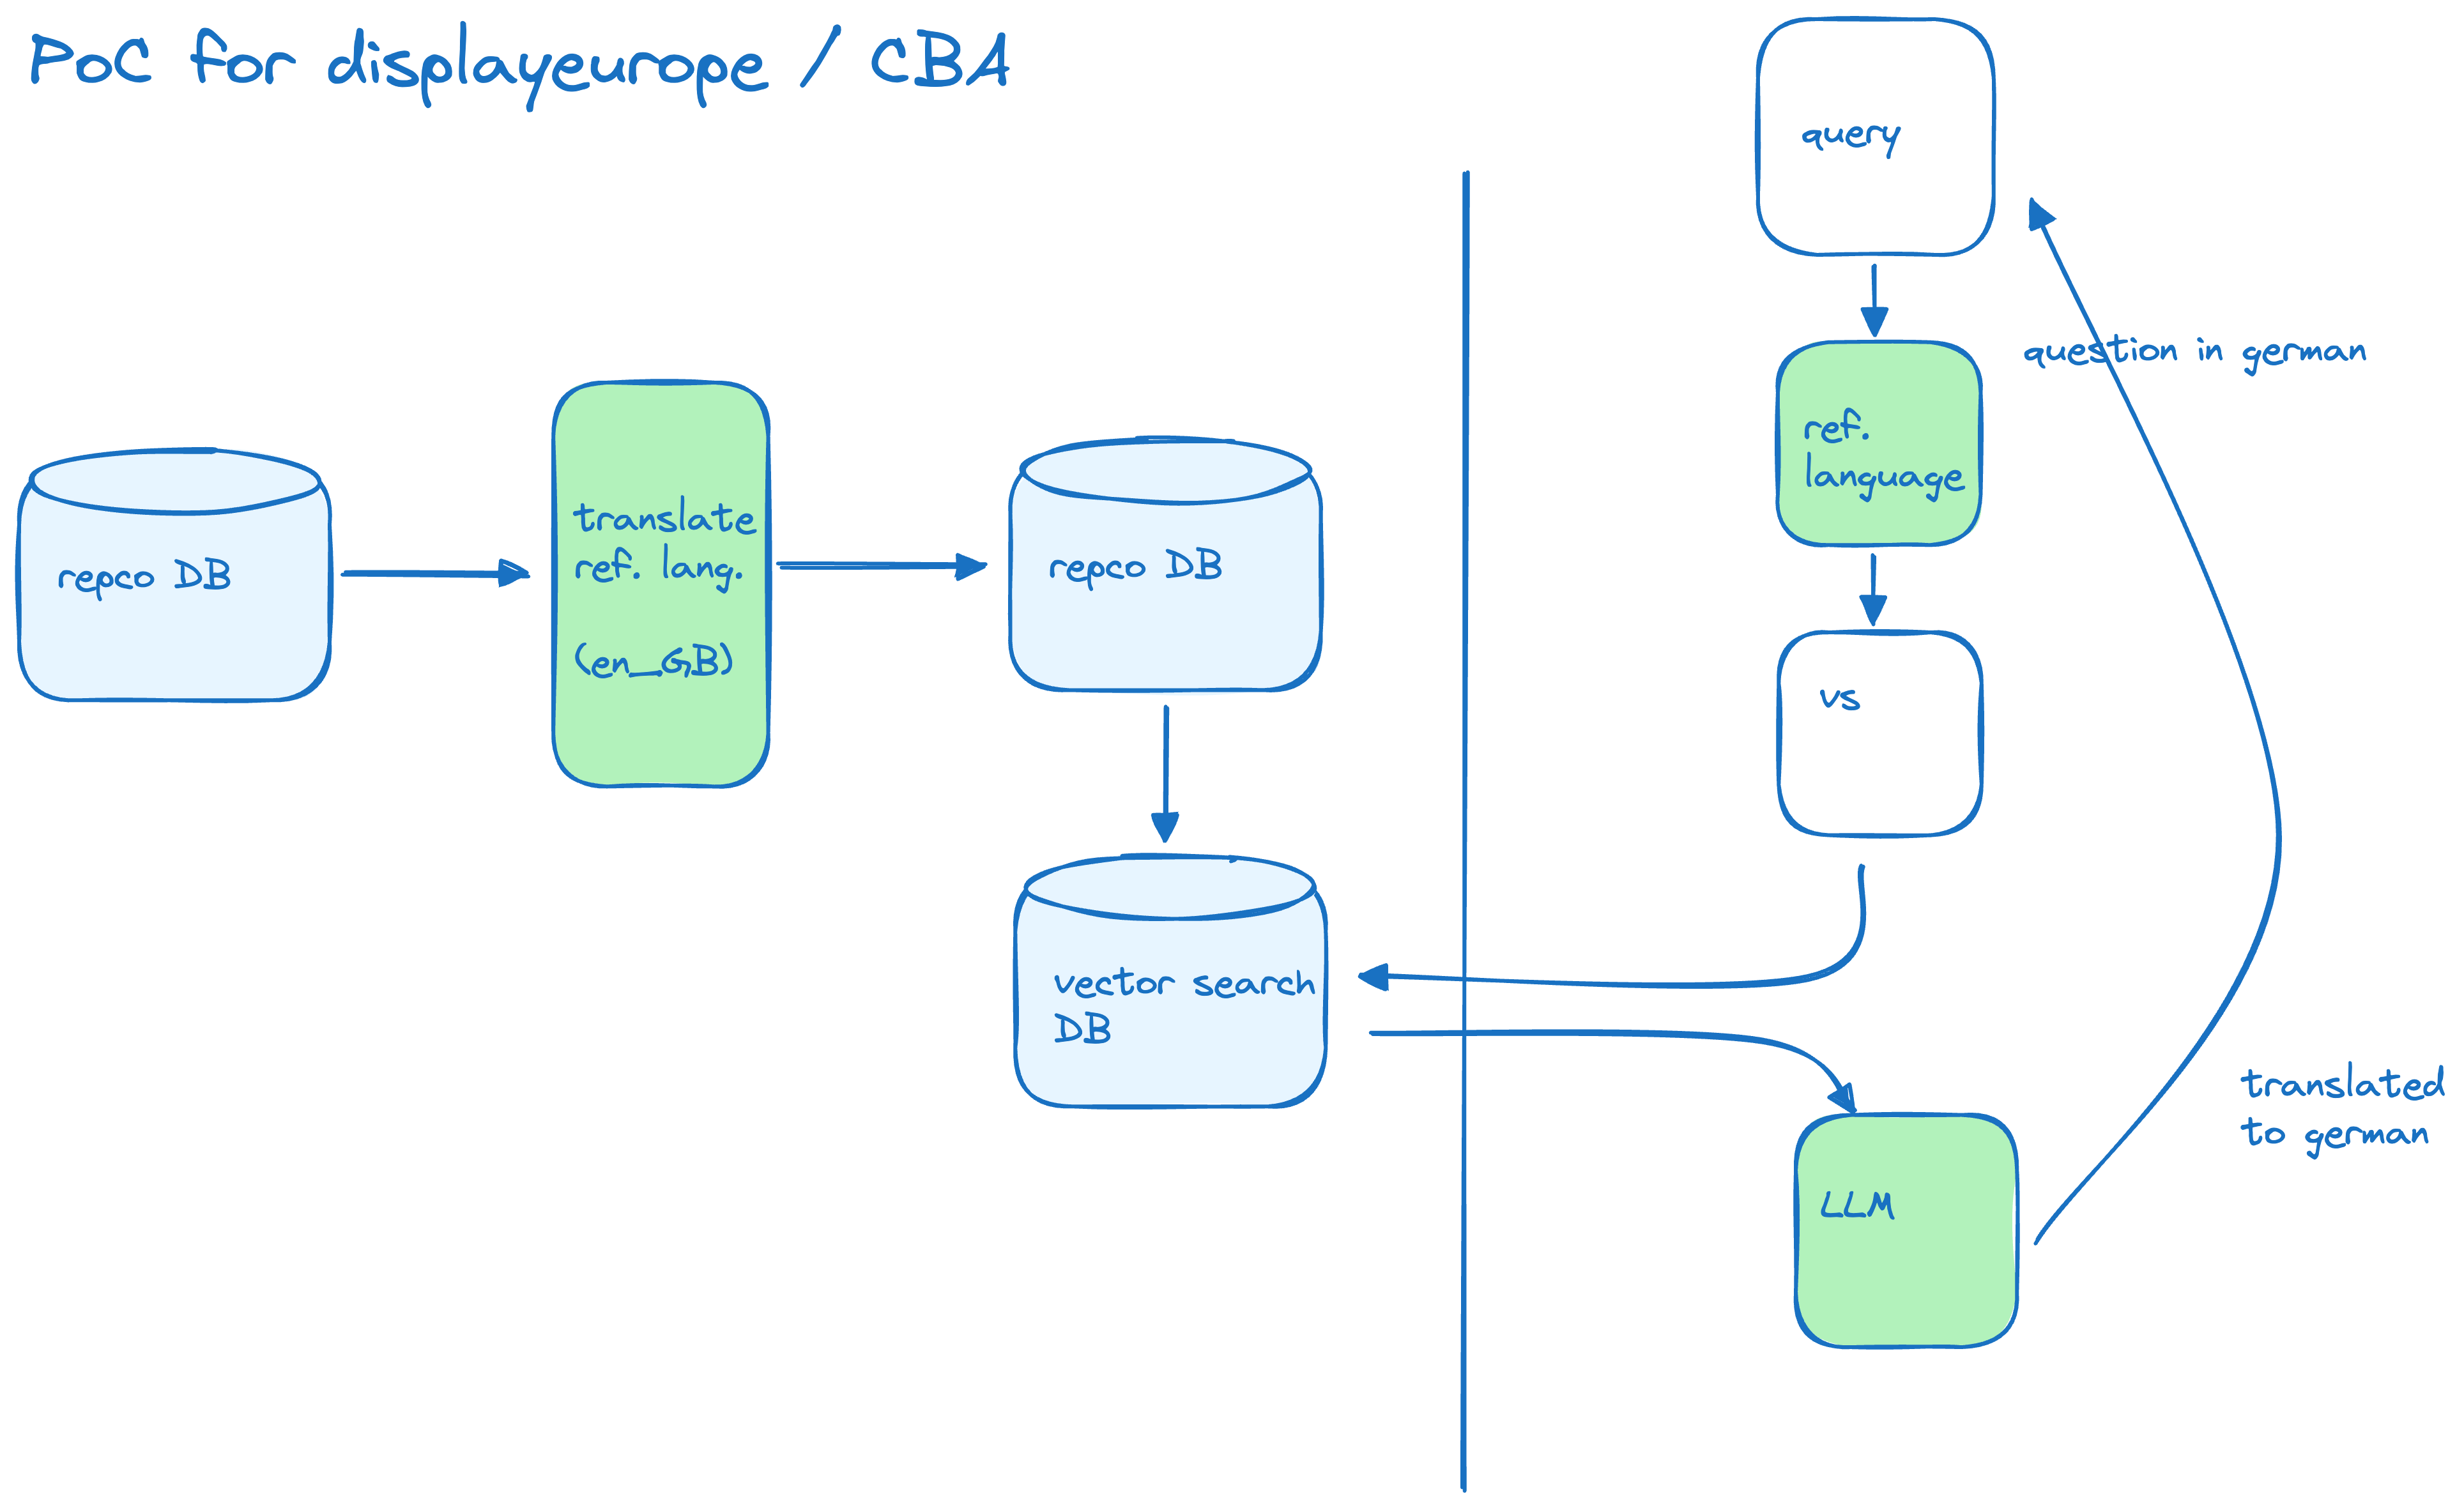 PoC for displayeurope / CBA
repco DB
translate
ref. lang.
(en_GB)
repco DB
vector search
DB
query
question in german
ref.
language
vs
LLM
translated
to german